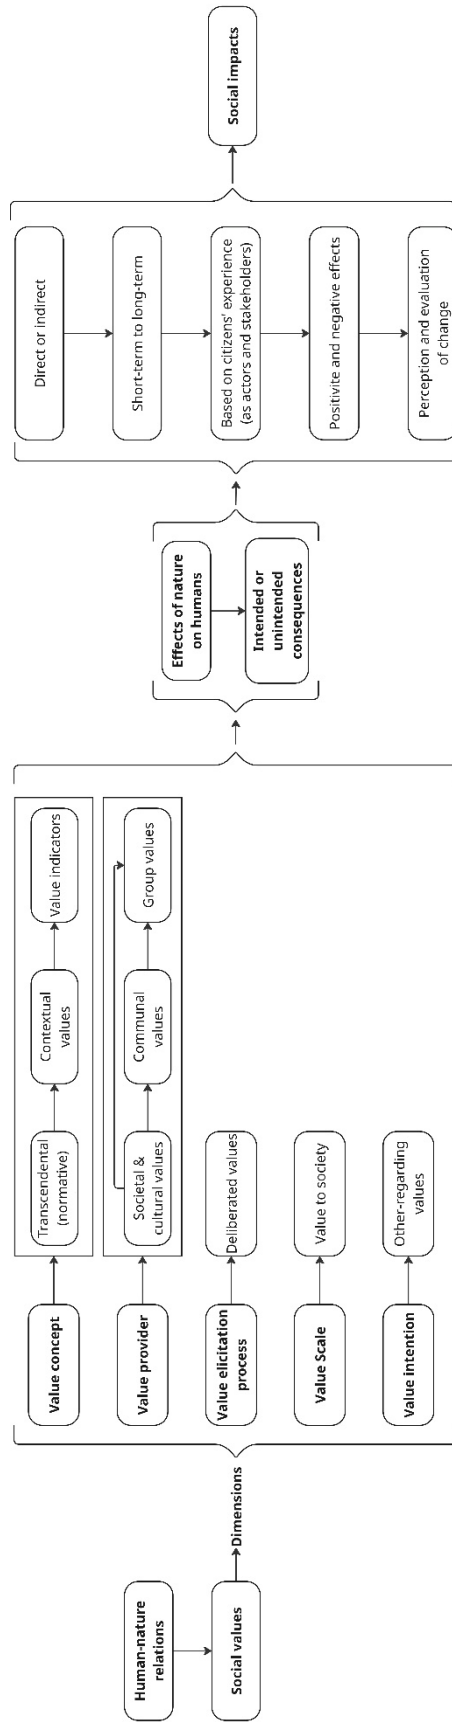 Human-nature
relations
Social values
Dimensions
Value concept
Transcendental
(normative)
Contextual
values
Value indicators
Value provider
Societal &
cultural values
Communal
values
Group values
Value elicitation
process
Deliberated values
Value Scale
Value to society
Value intention
Other-regarding
values
Effects of nature
on humans
Intended or
unintended
consequences
Direct or indirect
Short-term to long-term
Based on citizens' experience
(as actors and stakeholders)
Positivite and negative effects
Perception and evaluation
of change
Social impacts